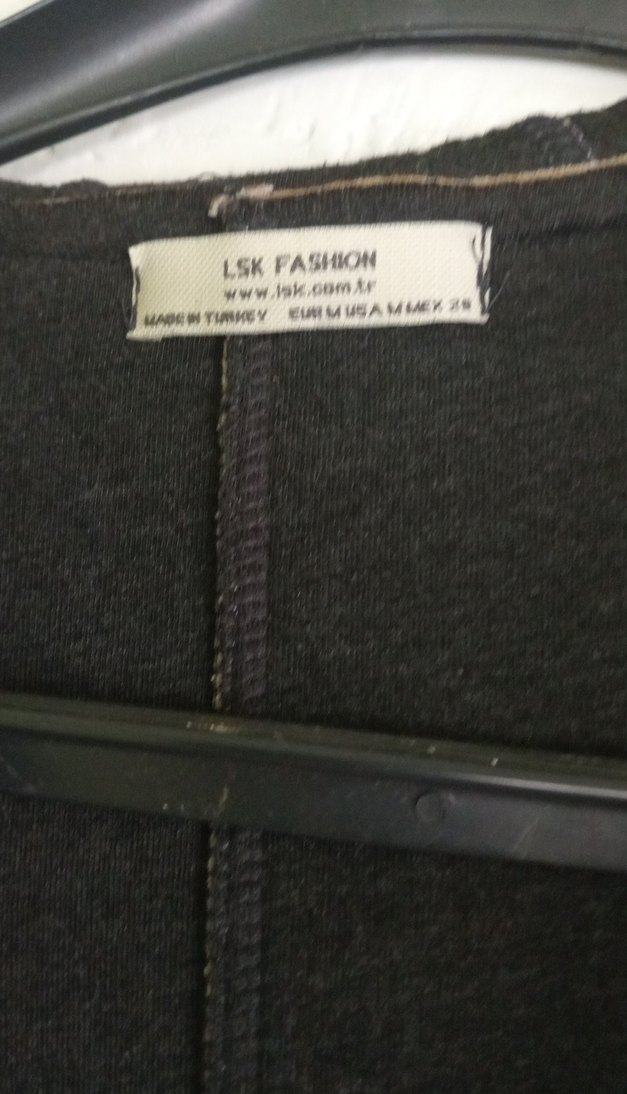 LSK FASHION
www.lsk.com.tr
MADE IN TURKEY EUR M USA M MEX 28